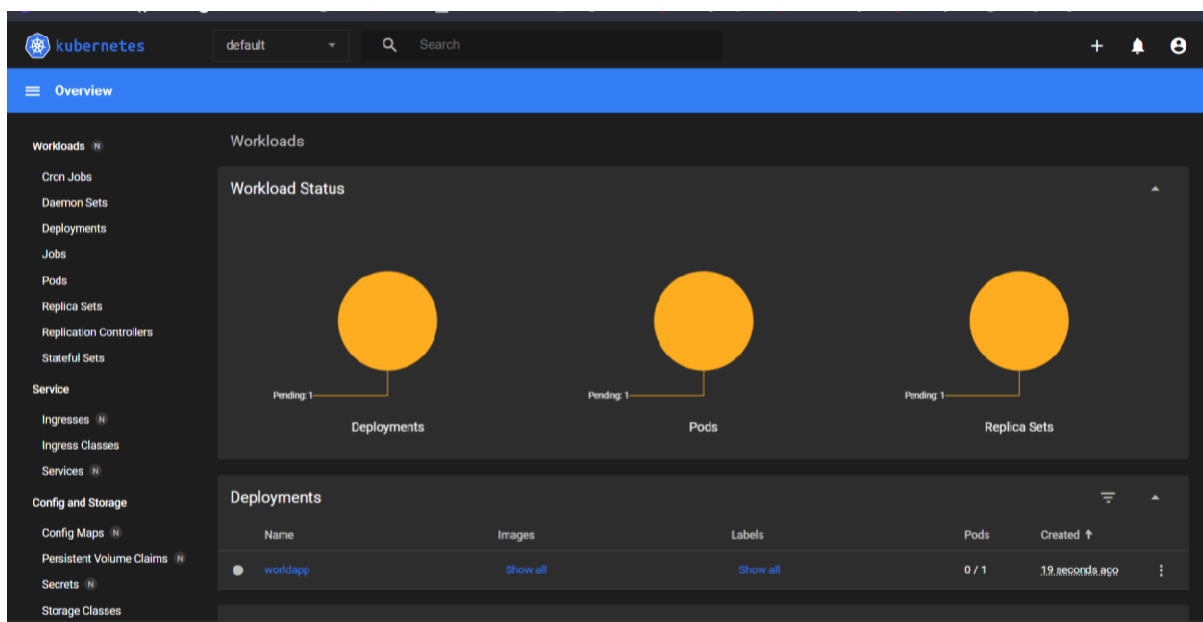 kubernetes
default
Search
Overview
Workloads N
Cron Jobs
Daemon Sets
Deployments
Jobs
Pods
Replica Sets
Replication Controllers
Stateful Sets
Service
Ingresses N
Ingress Classes
Services N
Config and Storage
Config Maps N
Persistent Volume Claims N
Secrets N
Storage Classes
Workloads
Workload Status
Pending: 1
Deployments
Pending: 1
Pods
Pending: 1
Replica Sets
Deployments
Name Images Labels Pods Created ↑
worldapp Show all Show all 0 / 1 19 seconds ago